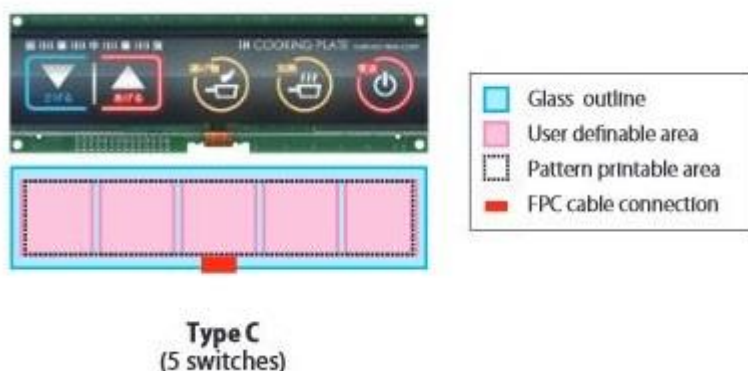 IH COOKING PLATE
Glass outline
User definable area
Pattern printable area
FPC cable connection
Type C
(5 switches)